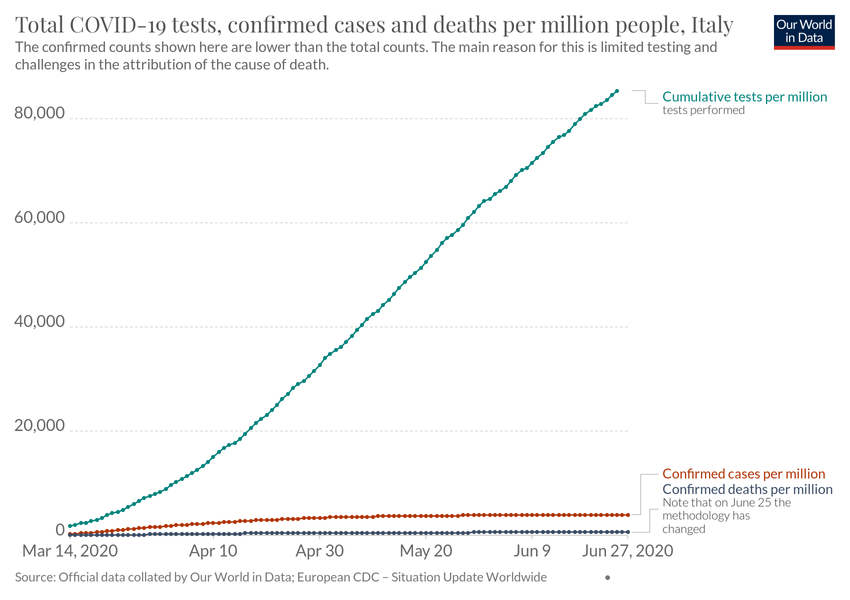 Total COVID-19 tests, confirmed cases and deaths per million people, Italy
Our World
in Data
The confirmed counts shown here are lower than the total counts. The main reason for this is limited testing and
challenges in the attribution of the cause of death.
80,000
60,000
40,000
20,000
0
Cumulative tests per million
tests performed
Confirmed cases per million
Confirmed deaths per million
Note that on June 25 the
methodology has
changed
Mar 14, 2020 Apr 10 Apr 30 May 20 Jun 9 Jun 27, 2020
Source: Official data collated by Our World in Data; European CDC – Situation Update Worldwide •